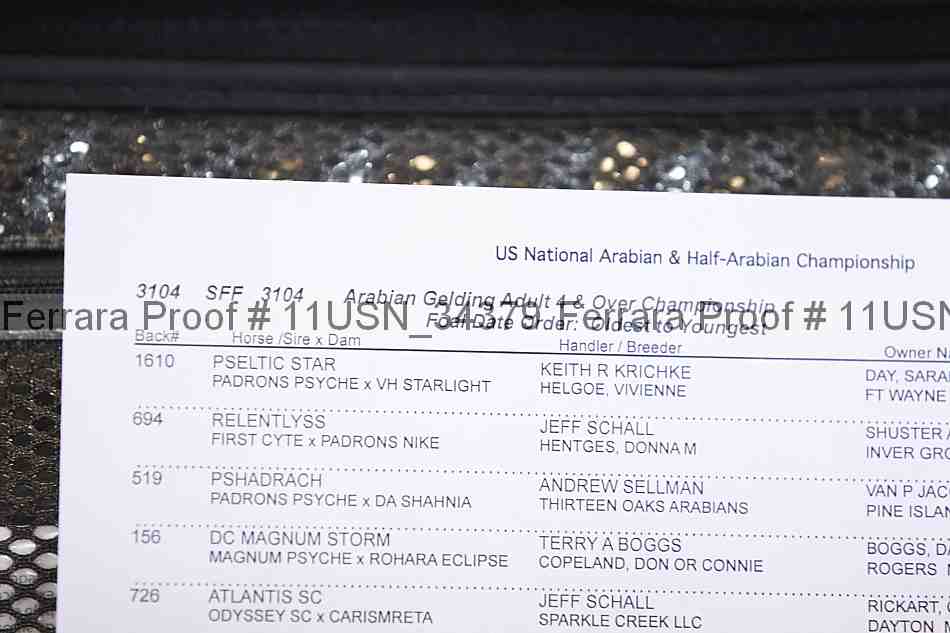 US National Arabian & Half-Arabian Championship
3104 SFF 3104 Arabian Gelding Adult 4 & Over Championship
Foal Date Order: Oldest to Youngest
Ferrara Proof # 11USN_34379 Ferrara Proof # 11USN
Back# Horse /Sire x Dam Handler / Breeder Owner N
1610 PSELTIC STAR KEITH R KRICHKE DAY, SARA
PADRONS PSYCHE x VH STARLIGHT HELGOE, VIVIENNE FT WAYNE
694 RELENTLYSS JEFF SCHALL SHUSTER
FIRST CYTE x PADRONS NIKE HENTGES, DONNA M INVER GRO
519 PSHADRACH ANDREW SELLMAN VAN P JAC
PADRONS PSYCHE x DA SHAHNIA THIRTEEN OAKS ARABIANS PINE ISLAN
156 DC MAGNUM STORM TERRY A BOGGS BOGGS, DA
MAGNUM PSYCHE x ROHARA ECLIPSE COPELAND, DON OR CONNIE ROGERS
726 ATLANTIS SC JEFF SCHALL RICKART,
ODYSSEY SC x CARISMRETA SPARKLE CREEK LLC DAYTON